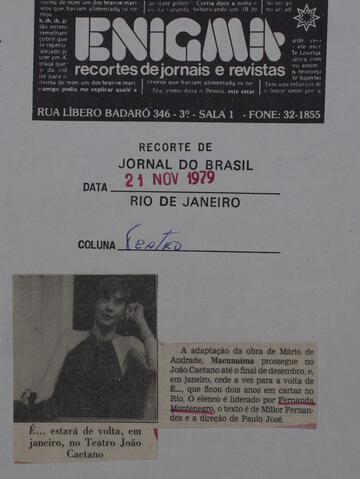 ENIGMA
recortes de jornais e revistas
RUA LÍBERO BADARÓ 346 - 3º - SALA 1 - FONE: 32-1855
RECORTE DE
JORNAL DO BRASIL
DATA 21 NOV 1979
RIO DE JANEIRO
COLUNA Teatro
É... estará de volta, em
janeiro, no Teatro João
Caetano
A adaptação da obra de Mário de
Andrade, Macunaíma prossegue no
João Caetano até o final de dezembro, e,
em janeiro, cede a vez para a volta de
É..., que ficou dois anos em cartaz no
Rio. O elenco é liderado por Fernanda
Montenegro, o texto é de Millor Fernan-
des e a direção de Paulo José.